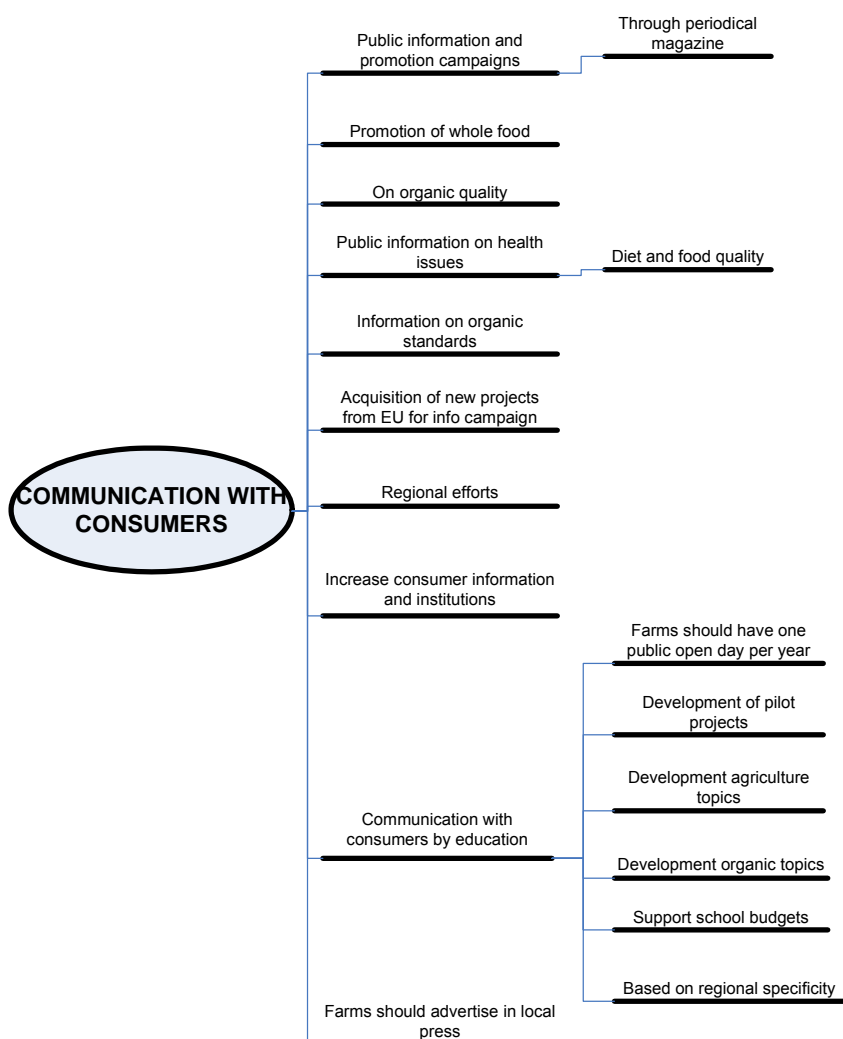 Public information and
promotion campaigns
Through periodical
magazine
Promotion of whole food
On organic quality
Public information on health
issues
Diet and food quality
Information on organic
standards
Acquisition of new projects
from EU for info campaign
COMMUNICATION WITH
CONSUMERS
Regional efforts
Increase consumer information
and institutions
Communication with
consumers by education
Farms should have one
public open day per year
Development of pilot
projects
Development agriculture
topics
Development organic topics
Support school budgets
Based on regional specificity
Farms should advertise in local
press